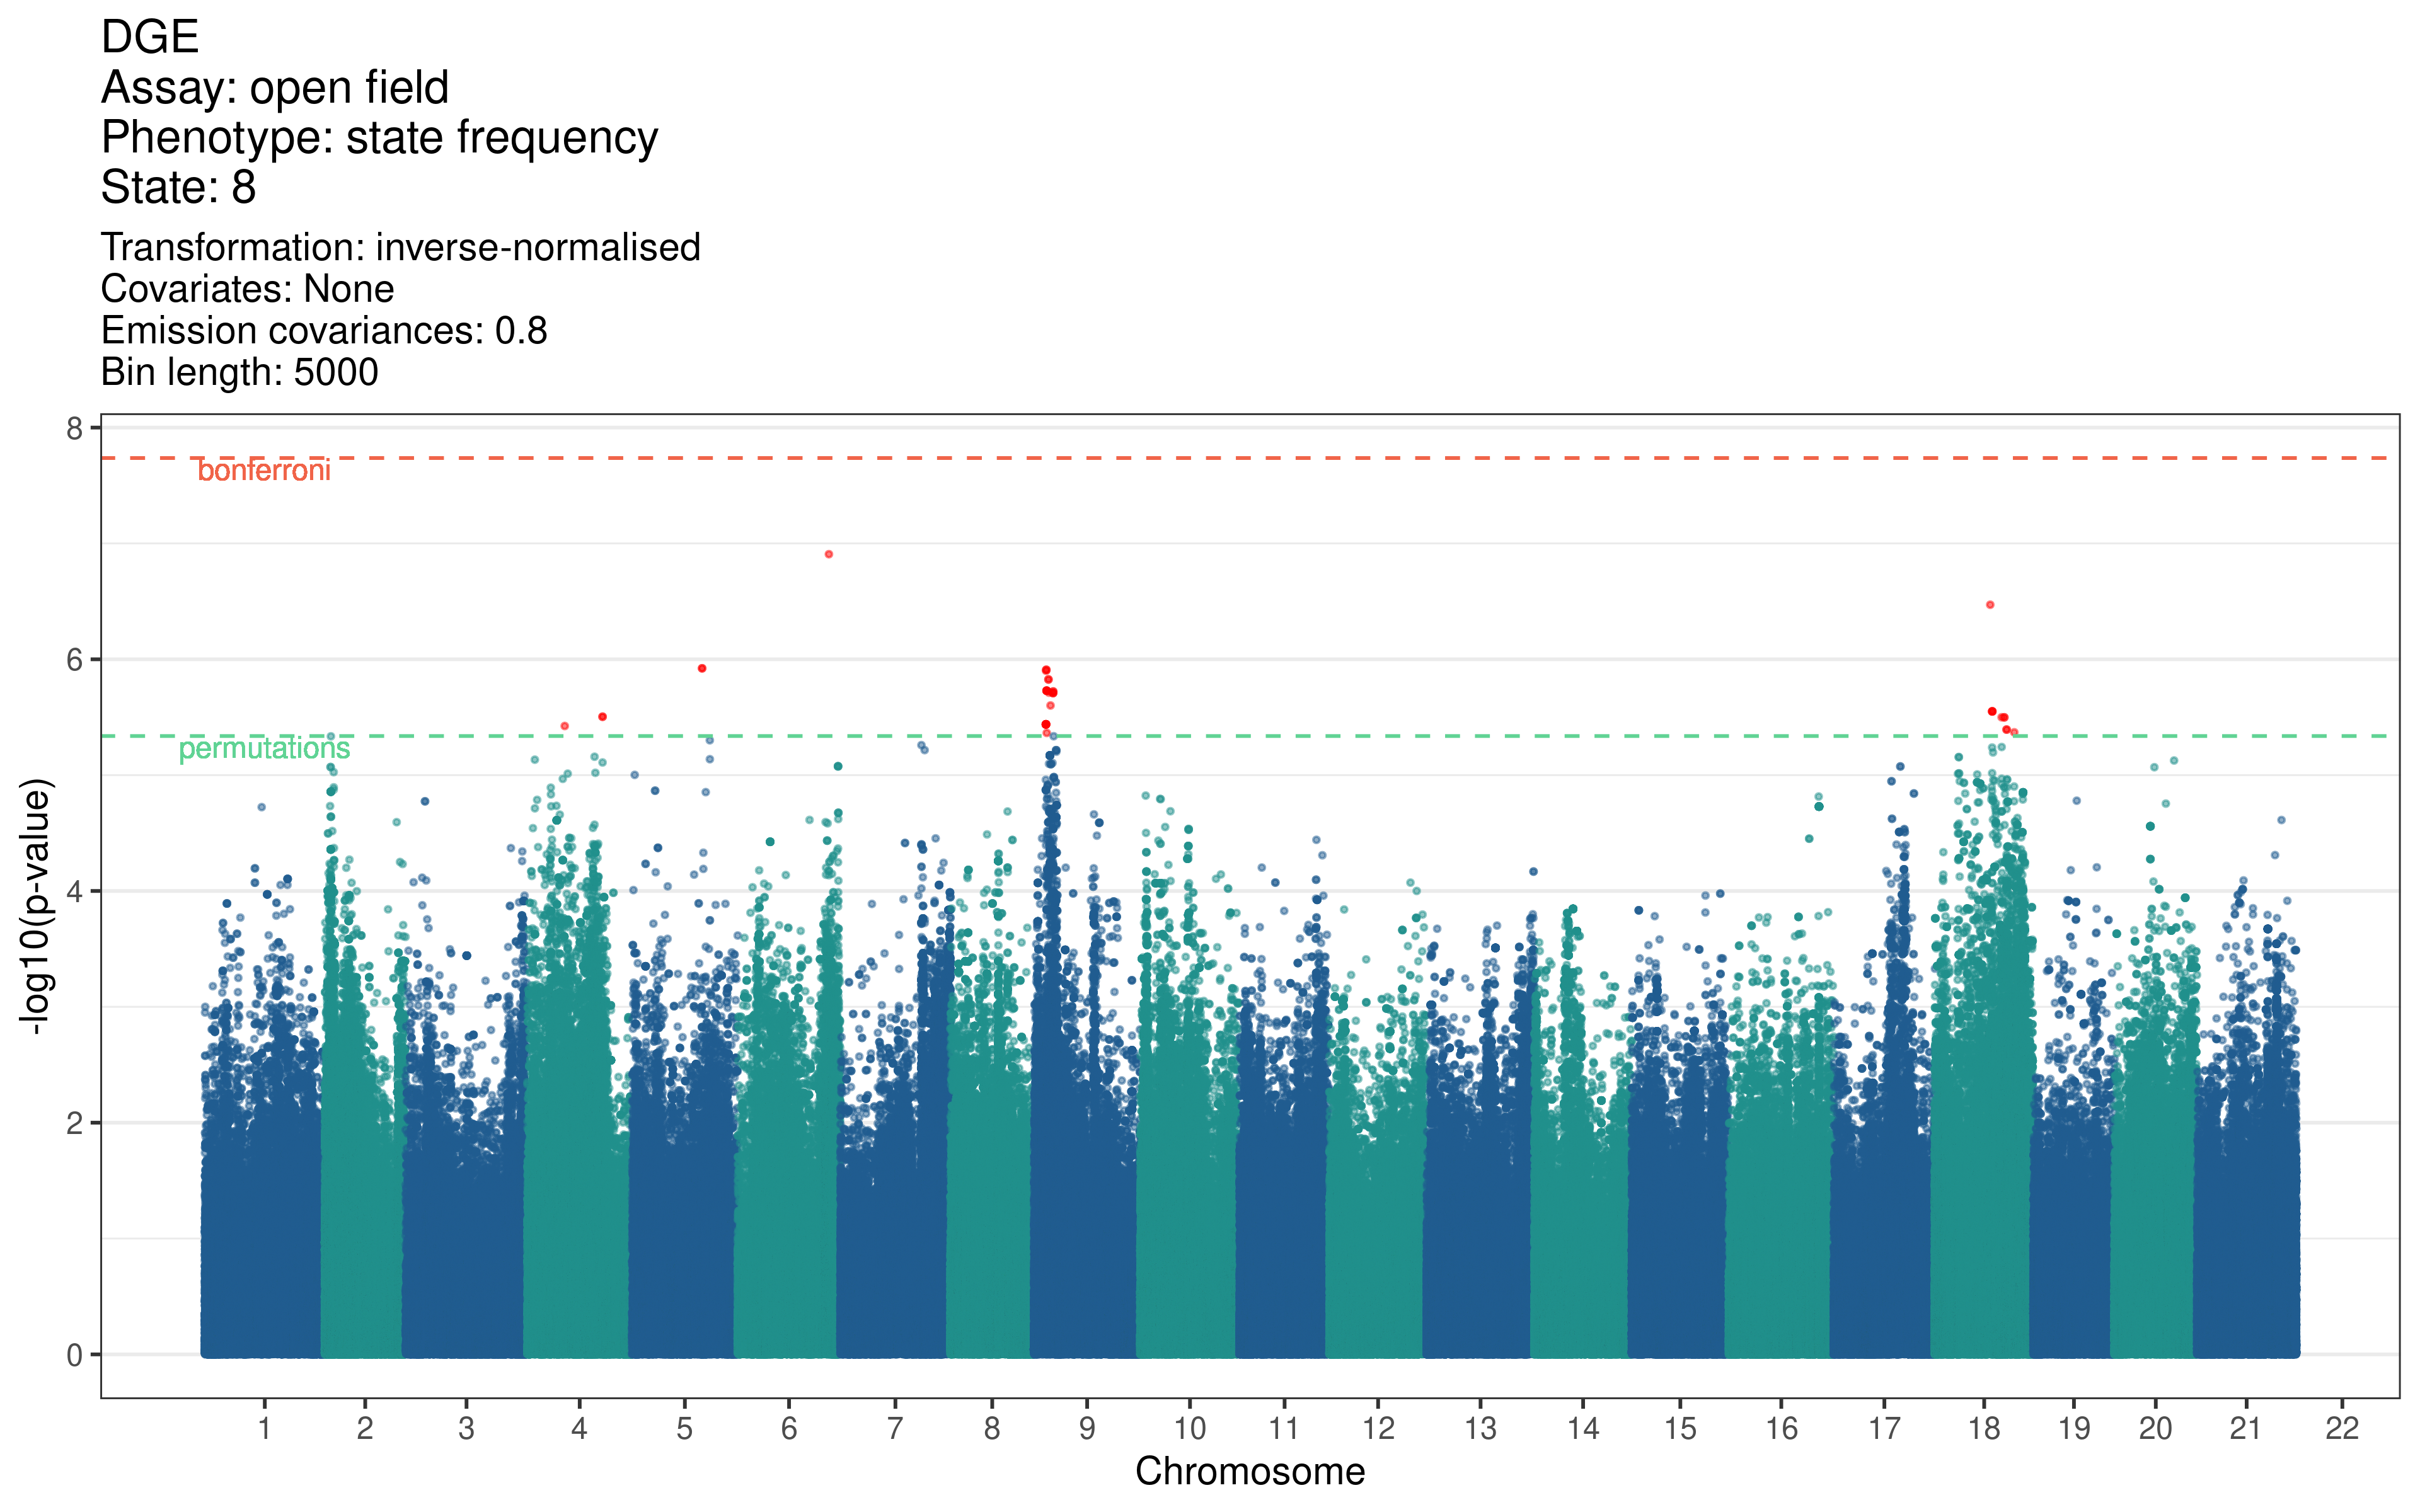 DGE
Assay: open field
Phenotype: state frequency
State: 8
Transformation: inverse-normalised
Covariates: None
Emission covariances: 0.8
Bin length: 5000
8
bonferroni
6
permutations
4
2
0
-log10(p-value)
1 2 3 4 5 6 7 8 9 10 11 12 13 14 15 16 17 18 19 20 21 22
Chromosome